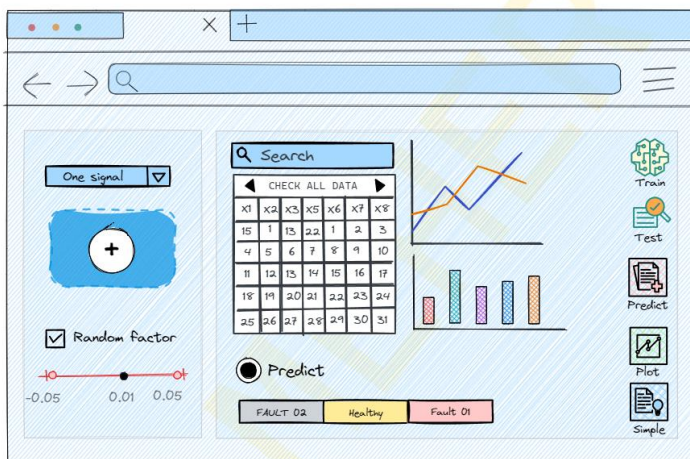 One signal
+
Random factor
-0.05 0.01 0.05
Search
CHECK ALL DATA
X1 X2 X3 X5 X6 X7 X8
15 1 13 22 1 2 3
4 5 6 7 8 9 10
11 12 13 14 15 16 17
18 19 20 21 22 23 24
25 26 27 28 29 30 31
Predict
FAULT 02 Healthy Fault 01
Train
Test
Predict
Plot
Simple